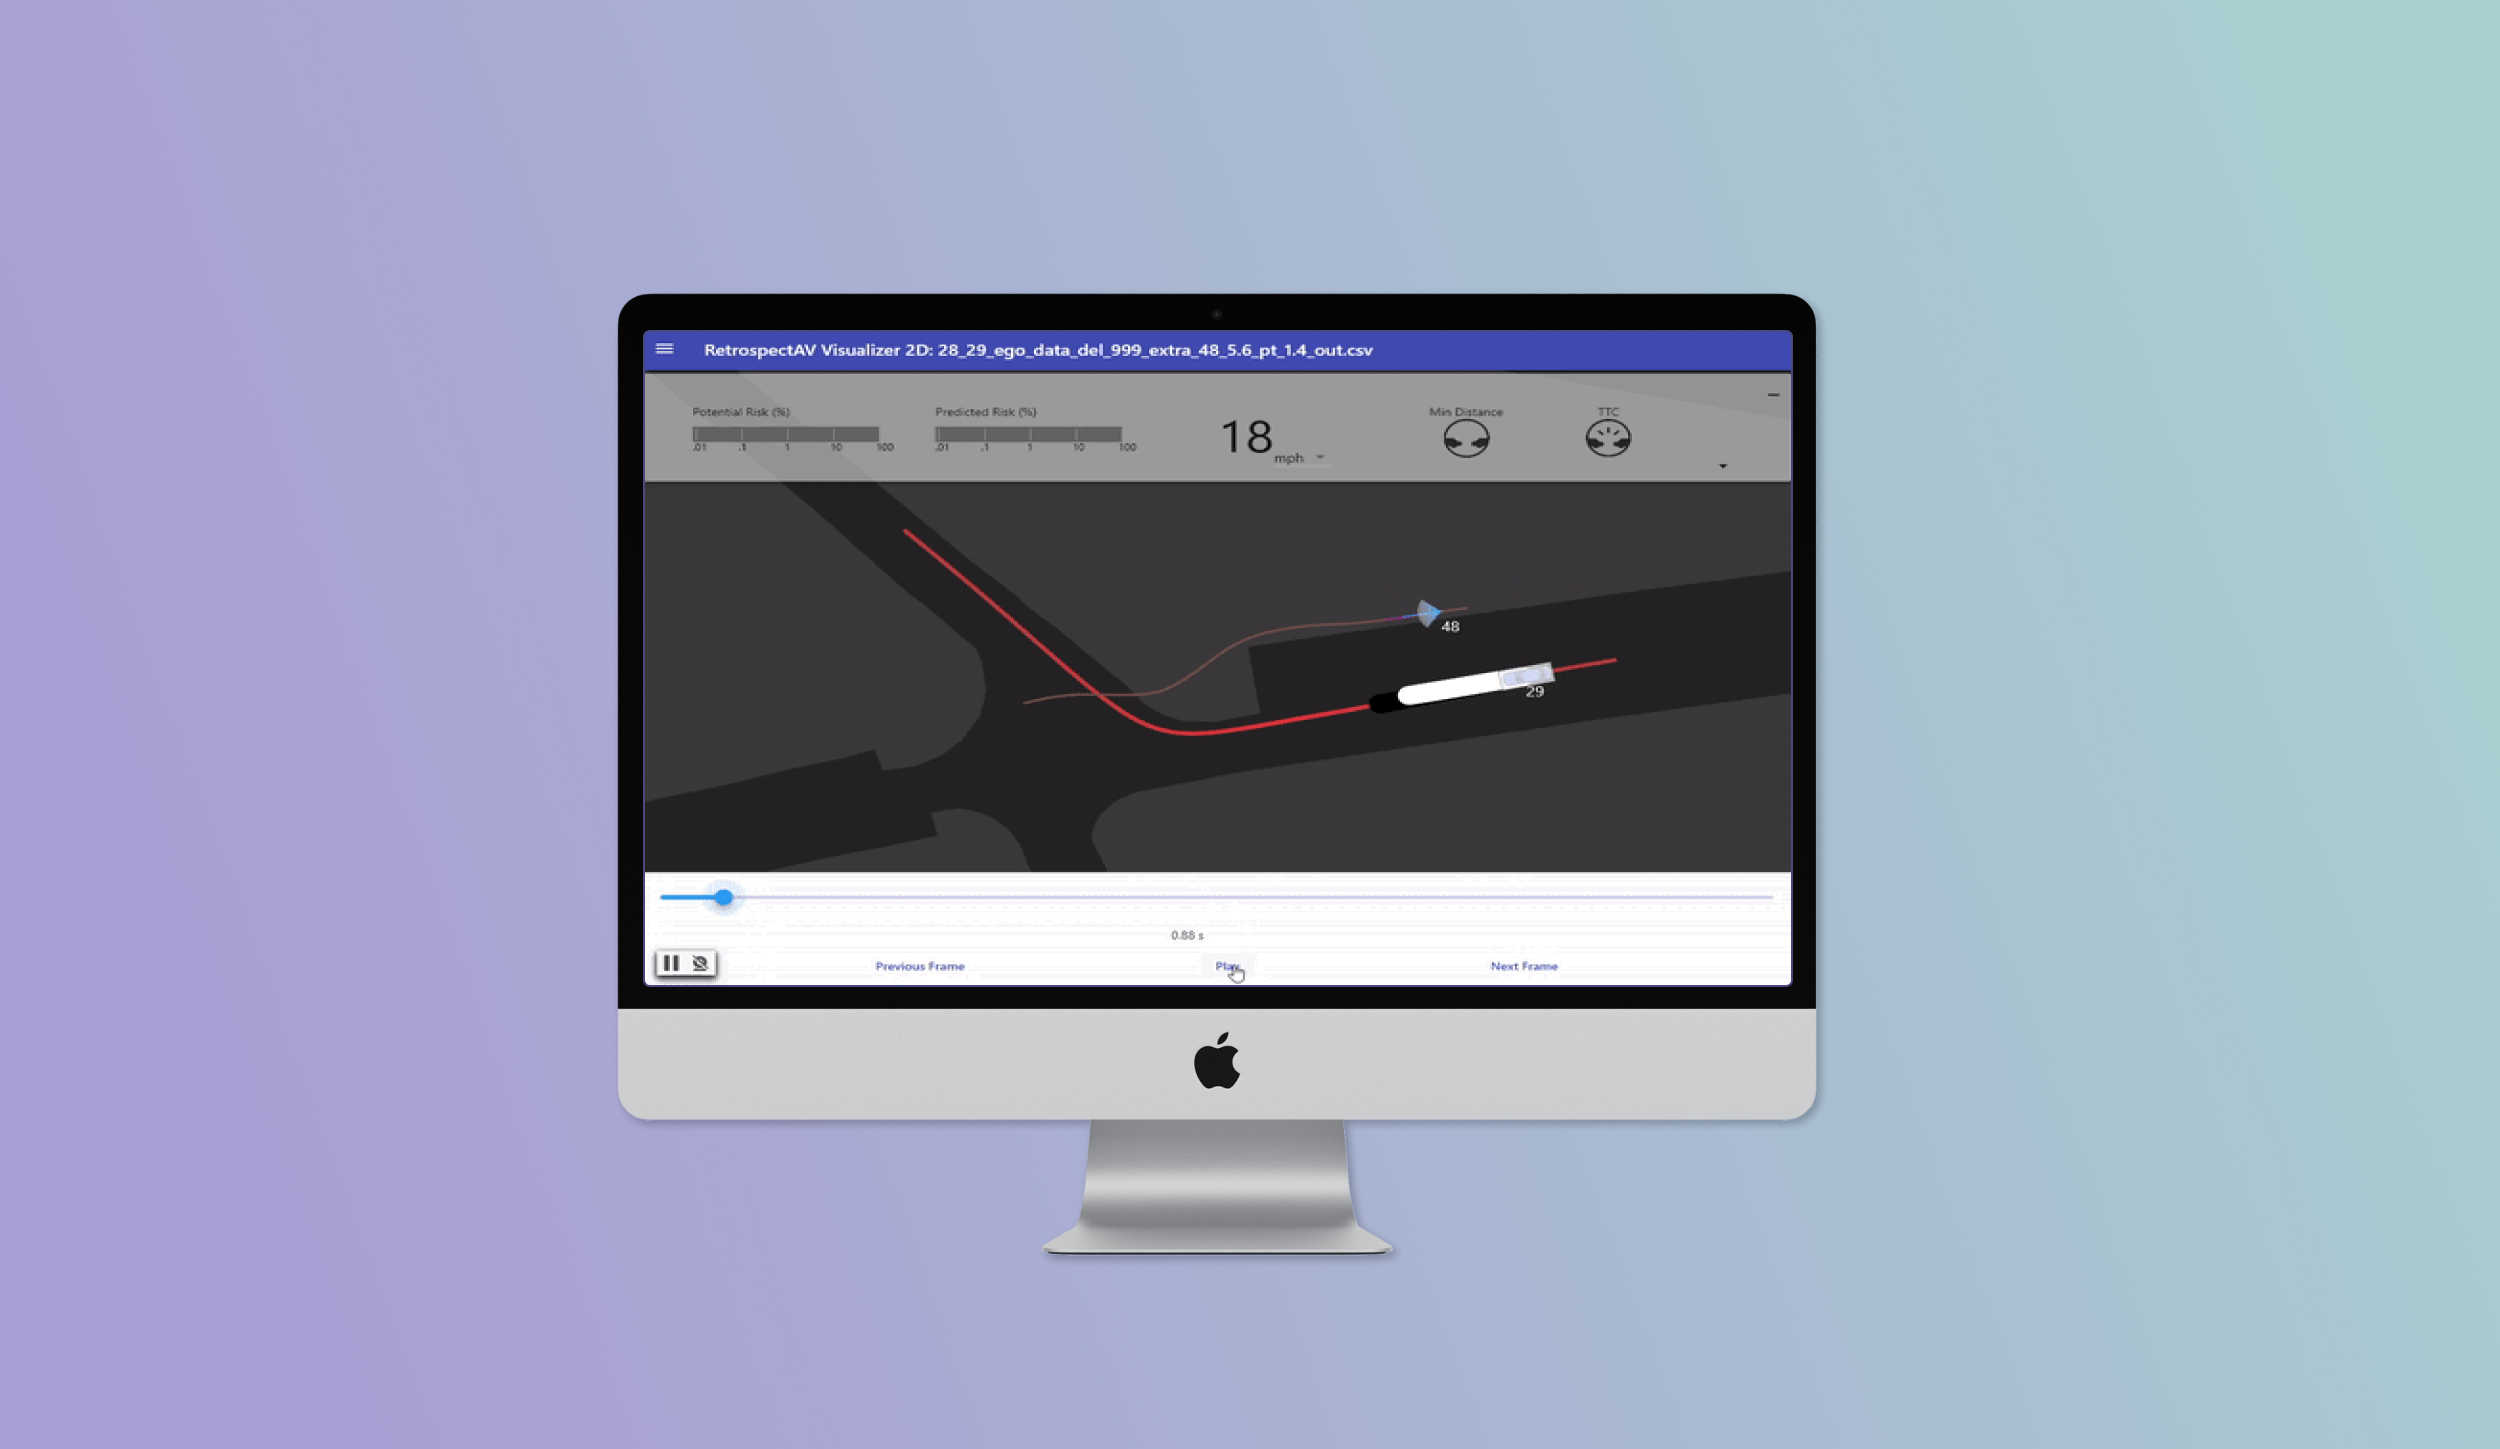 RetrospectAV Visualizer 2D: 28_29_ego_data_del_999_extra_48_5.6_pt_1.4_out.csv
Potential Risk (%)
.01 .1 1 10 100
Predicted Risk (%)
.01 .1 1 10 100
18
mph
Min Distance
TTC
48
29
0.88 s
Previous Frame
Play
Next Frame